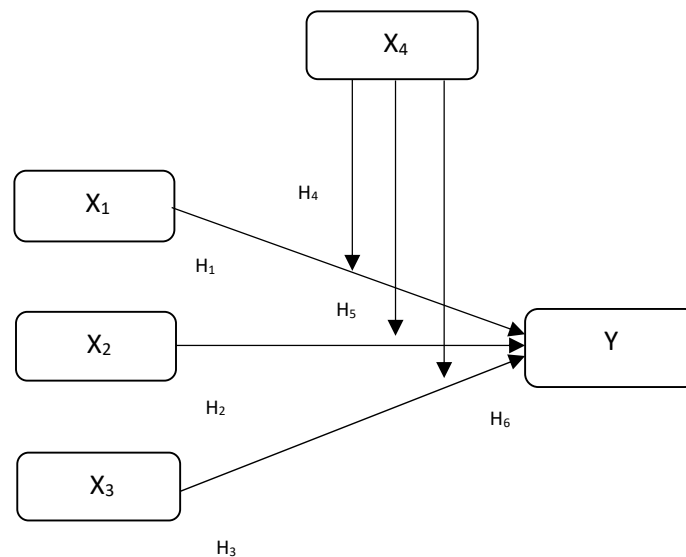 X₄
X₁
H₄
H₁
H₅
X₂
Y
H₂
H₆
X₃
H₃